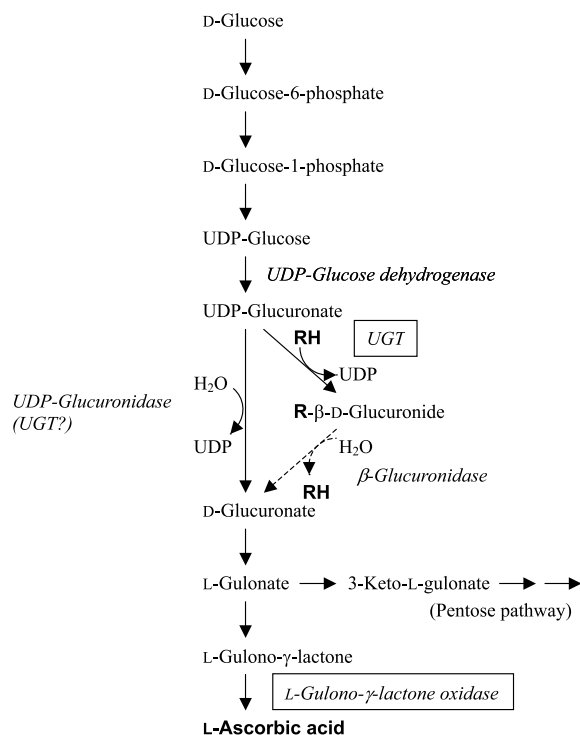 D-Glucose
D-Glucose-6-phosphate
D-Glucose-1-phosphate
UDP-Glucose
UDP-Glucose dehydrogenase
UDP-Glucuronate
RH
UGT
UDP
H₂O
UDP-Glucuronidase
(UGT?)
R-β-D-Glucuronide
UDP
H₂O
β-Glucuronidase
RH
D-Glucuronate
L-Gulonate
3-Keto-L-gulonate
(Pentose pathway)
L-Gulono-γ-lactone
L-Gulono-γ-lactone oxidase
L-Ascorbic acid